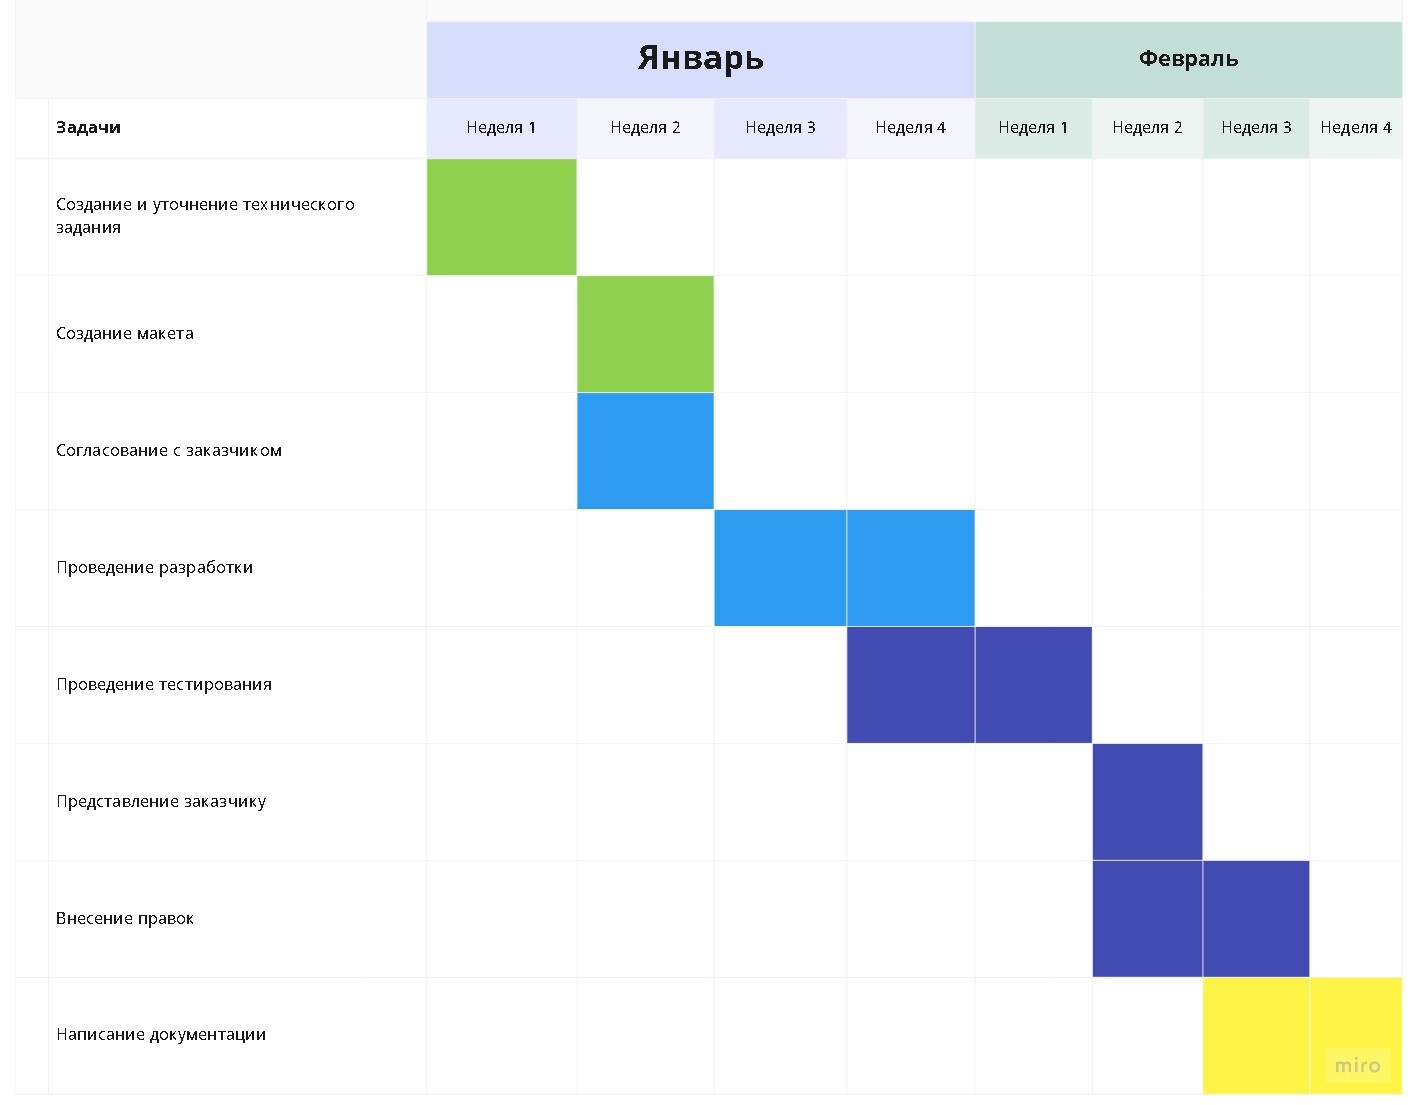 Январь
Февраль
Задачи
Неделя 1
Неделя 2
Неделя 3
Неделя 4
Неделя 1
Неделя 2
Неделя 3
Неделя 4
Создание и уточнение технического
задания
Создание макета
Согласование с заказчиком
Проведение разработки
Проведение тестирования
Представление заказчику
Внесение правок
Написание документации
miro